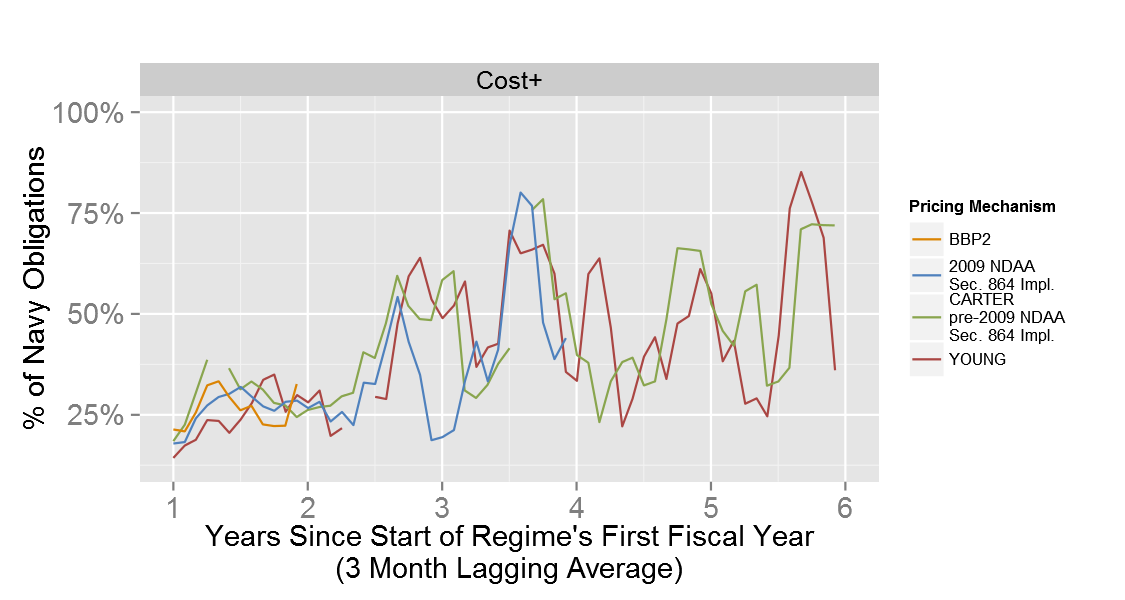 Cost+
% of Navy Obligations
100%
75%
50%
25%
1 2 3 4 5 6
Years Since Start of Regime's First Fiscal Year
(3 Month Lagging Average)
Pricing Mechanism
BBP2
2009 NDAA
Sec. 864 Impl.
CARTER
pre-2009 NDAA
Sec. 864 Impl.
YOUNG